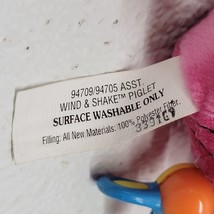 94709/94705 ASST.
WIND & SHAKE™ PIGLET
SURFACE WASHABLE ONLY
Filling: All New Materials: 100% Polyester Fiber.